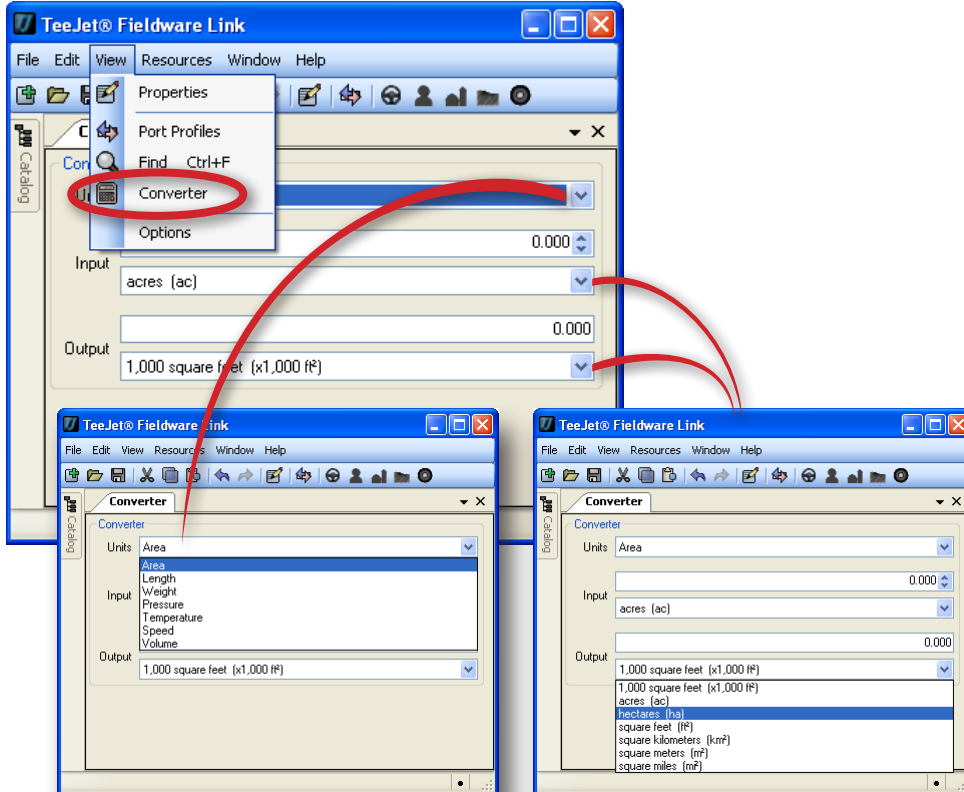 TeeJet® Fieldware Link
File Edit View Resources Window Help
Properties
Port Profiles
Find Ctrl+F
Converter
Options
Catalog
0.000
Input
acres (ac)
0.000
Output
1,000 square feet (x1,000 ft²)
TeeJet® Fieldware Link
File Edit View Resources Window Help
Catalog
Converter
Converter
Units Area
Area
Length
Input
Weight
Pressure
Temperature
Speed
Volume
Output
1,000 square feet (x1,000 ft²)
TeeJet® Fieldware Link
File Edit View Resources Window Help
Catalog
Converter
Converter
Units Area
0.000
Input
acres (ac)
0.000
Output
1,000 square feet (x1,000 ft²)
1,000 square feet (x1,000 ft²)
acres (ac)
hectares (ha)
square feet (ft²)
square kilometers (km²)
square meters (m²)
square miles (m²)